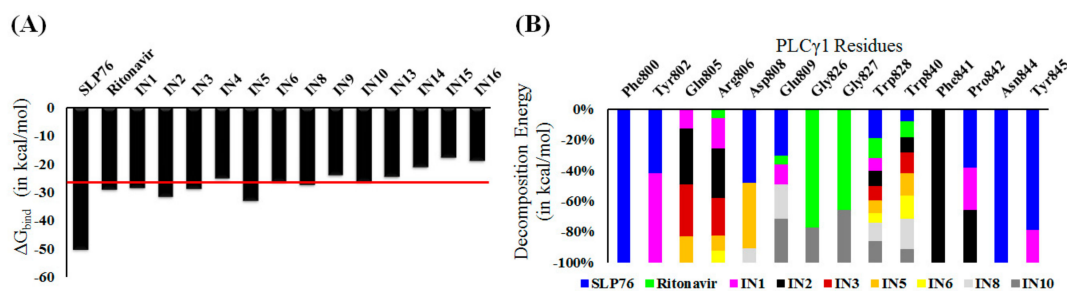 (A)
SLP76 Ritonavir IN1 IN2 IN3 IN4 IN5 IN6 IN8 IN9 IN10 IN13 IN14 IN15 IN16
0
-10
-20
-30
-40
-50
-60
ΔGbind (in kcal/mol)
(B)
PLCγ1 Residues
Phe800 Tyr802 Gln805 Arg806 Asp808 Glu809 Gly826 Gly827 Trp828 Trp840 Phe841 Pro842 Asn844 Tyr845
0%
-20%
-40%
-60%
-80%
-100%
Decomposition Energy
(in kcal/mol)
SLP76 Ritonavir IN1 IN2 IN3 IN5 IN6 IN8 IN10